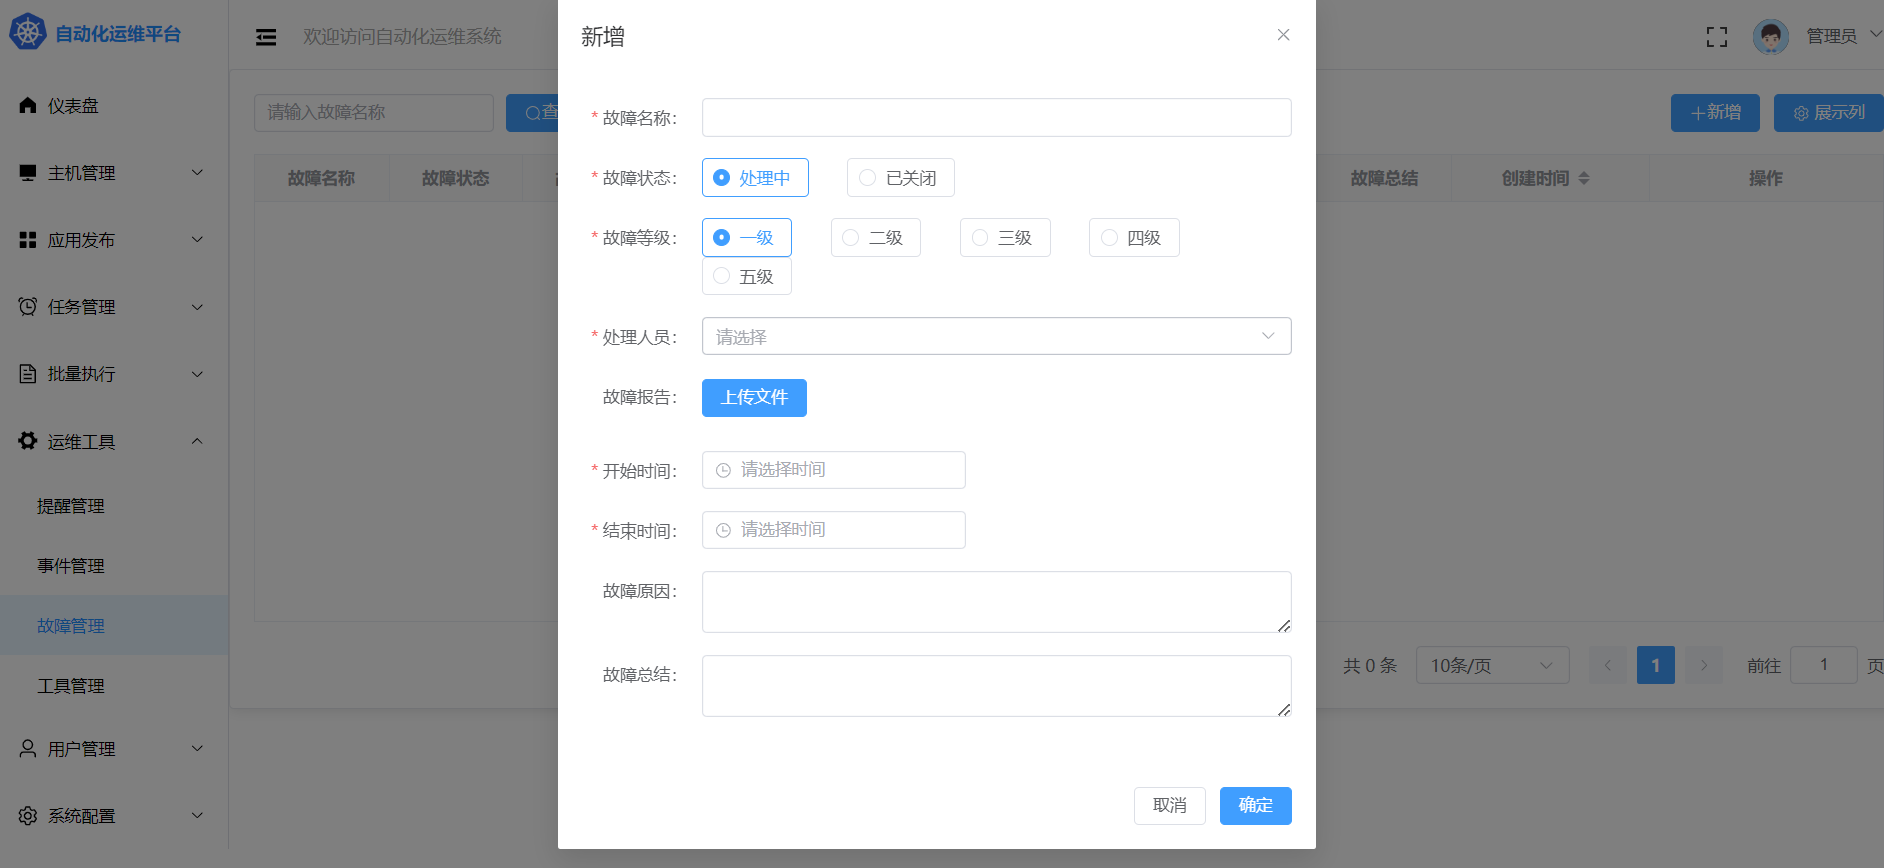 自动化运维平台
欢迎访问自动化运维系统
管理员
仪表盘
主机管理
应用发布
任务管理
批量执行
运维工具
提醒管理
事件管理
故障管理
工具管理
用户管理
系统配置
请输入故障名称
查
+新增
展示列
故障名称
故障状态
故障总结
创建时间
操作
共 0 条
10条/页
1
前往
1
页
新增
* 故障名称：
* 故障状态：
处理中
已关闭
* 故障等级：
一级
二级
三级
四级
五级
* 处理人员：
请选择
故障报告：
上传文件
* 开始时间：
请选择时间
* 结束时间：
请选择时间
故障原因：
故障总结：
取消
确定